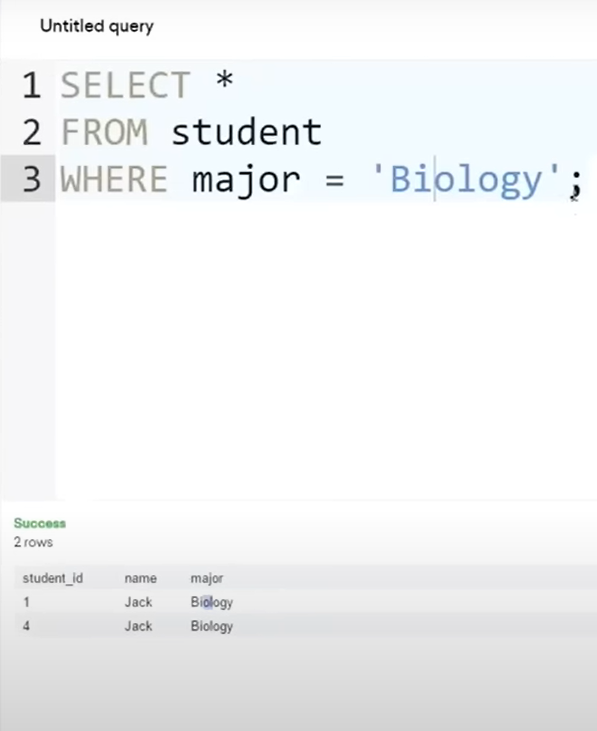 Untitled query
1 SELECT *
2 FROM student
3 WHERE major = 'Biology';
Success
2 rows
student_id name major
1 Jack Biology
4 Jack Biology